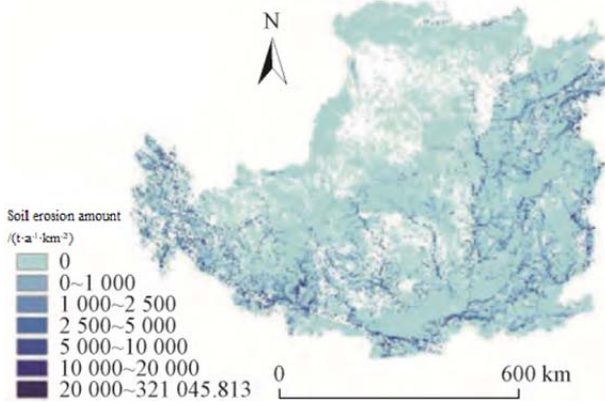 N
Soil erosion amount
/(t·a⁻¹·km⁻²)
0
0~1 000
1 000~2 500
2 500~5 000
5 000~10 000
10 000~20 000
20 000~321 045.813
0 600 km